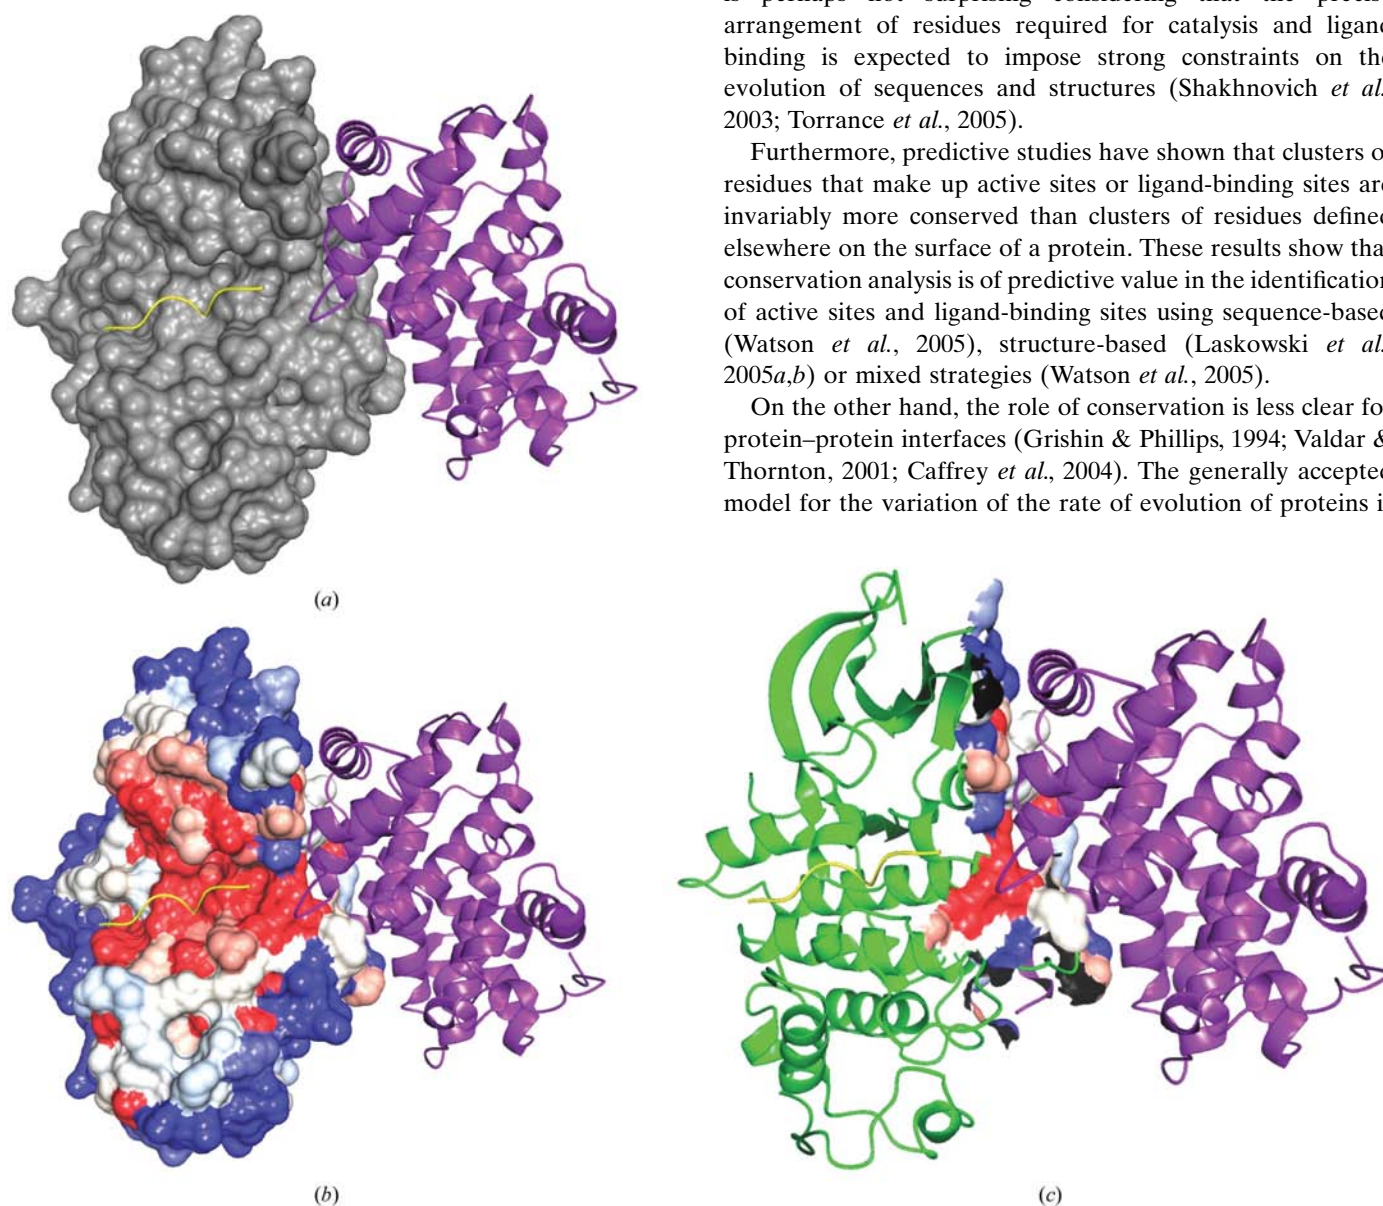 is perhaps not surprising considering that the precis
arrangement of residues required for catalysis and ligand
binding is expected to impose strong constraints on the
evolution of sequences and structures (Shakhnovich et al.
2003; Torrance et al., 2005).
Furthermore, predictive studies have shown that clusters o
residues that make up active sites or ligand-binding sites are
invariably more conserved than clusters of residues defined
elsewhere on the surface of a protein. These results show tha
conservation analysis is of predictive value in the identification
of active sites and ligand-binding sites using sequence-based
(Watson et al., 2005), structure-based (Laskowski et al.
2005a,b) or mixed strategies (Watson et al., 2005).
On the other hand, the role of conservation is less clear fo
protein–protein interfaces (Grishin & Phillips, 1994; Valdar &
Thornton, 2001; Caffrey et al., 2004). The generally accepted
model for the variation of the rate of evolution of proteins i
(a)
(b)
(c)